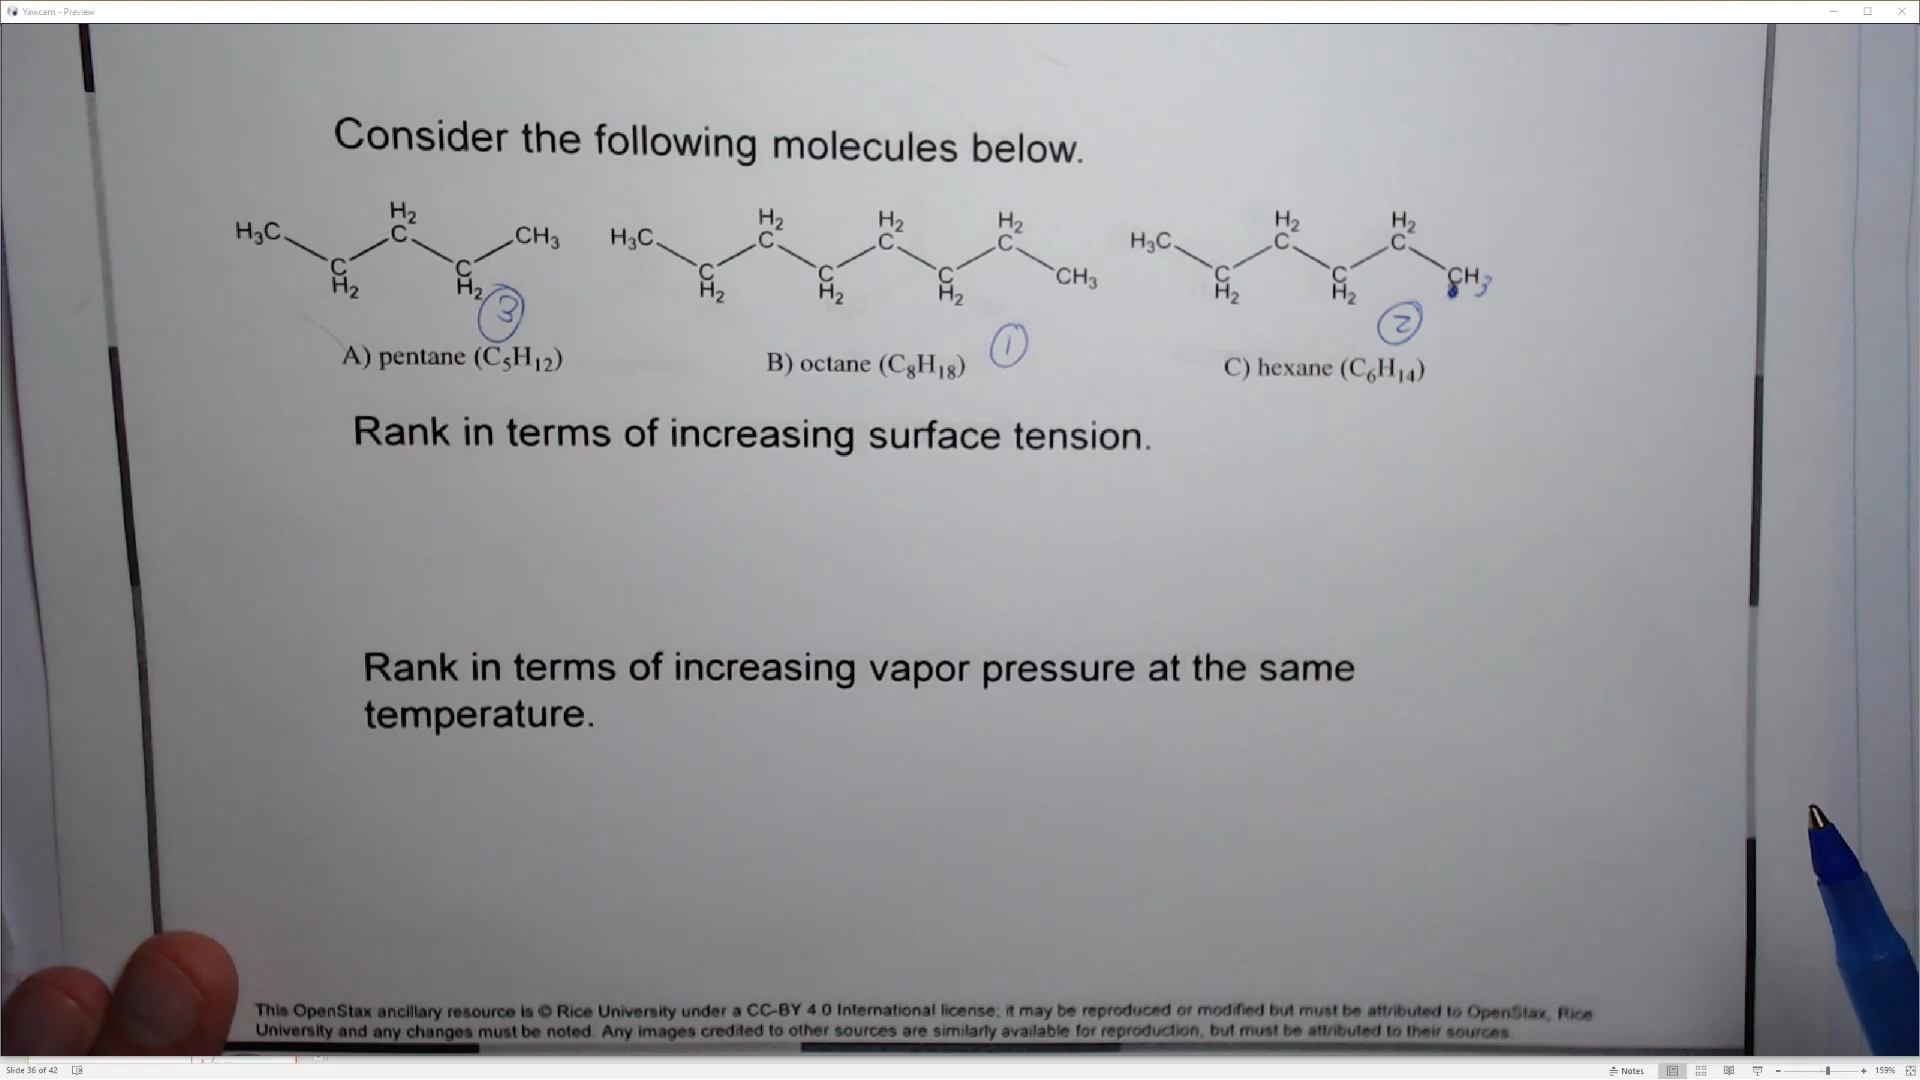 Yawcam - Preview
Consider the following molecules below.
H₂ H₂ H₂ H₂ H₂ H₂
H₃C C CH₃ H₃C C C C H₃C C C
C C C C C CH₃ C C CH3
H₂ H₂ H₂ H₂ H₂ H₂ H₂
3 1 2
A) pentane (C₅H₁₂) B) octane (C₈H₁₈) C) hexane (C₆H₁₄)
Rank in terms of increasing surface tension.
Rank in terms of increasing vapor pressure at the same
temperature.
This OpenStax ancillary resource is © Rice University under a CC-BY 4.0 International license; it may be reproduced or modified but must be attributed to OpenStax, Rice
University and any changes must be noted. Any images credited to other sources are similarly available for reproduction, but must be attributed to their sources.
Slide 36 of 42 Notes 159%